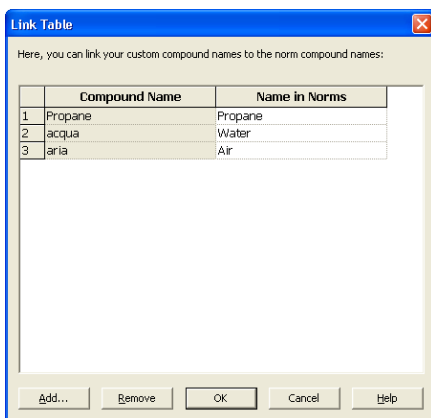 Link Table
Here, you can link your custom compound names to the norm compound names:
Compound Name Name in Norms
1 Propane Propane
2 acqua Water
3 aria Air
Add... Remove OK Cancel Help